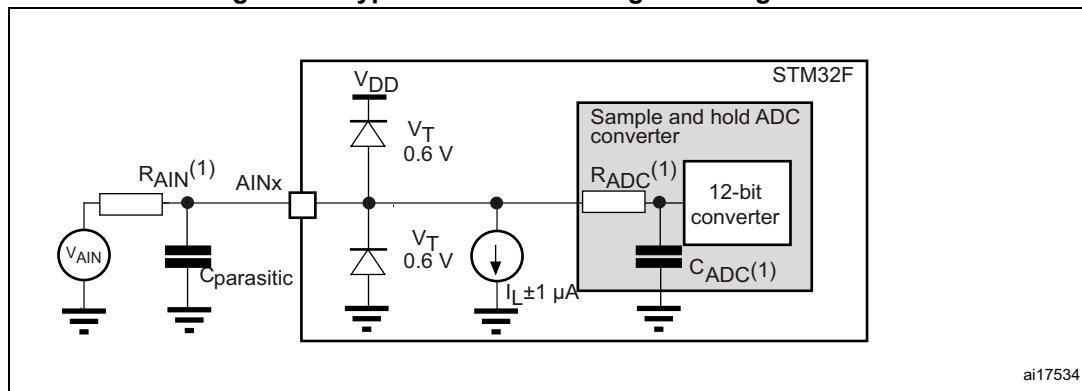 STM32F
VDD
Sample and hold ADC
converter
VT
0.6 V
RAIN(1)
AINx
RADC(1)
12-bit
converter
VAIN
Cparasitic
VT
0.6 V
IL±1 µA
CADC(1)
ai17534